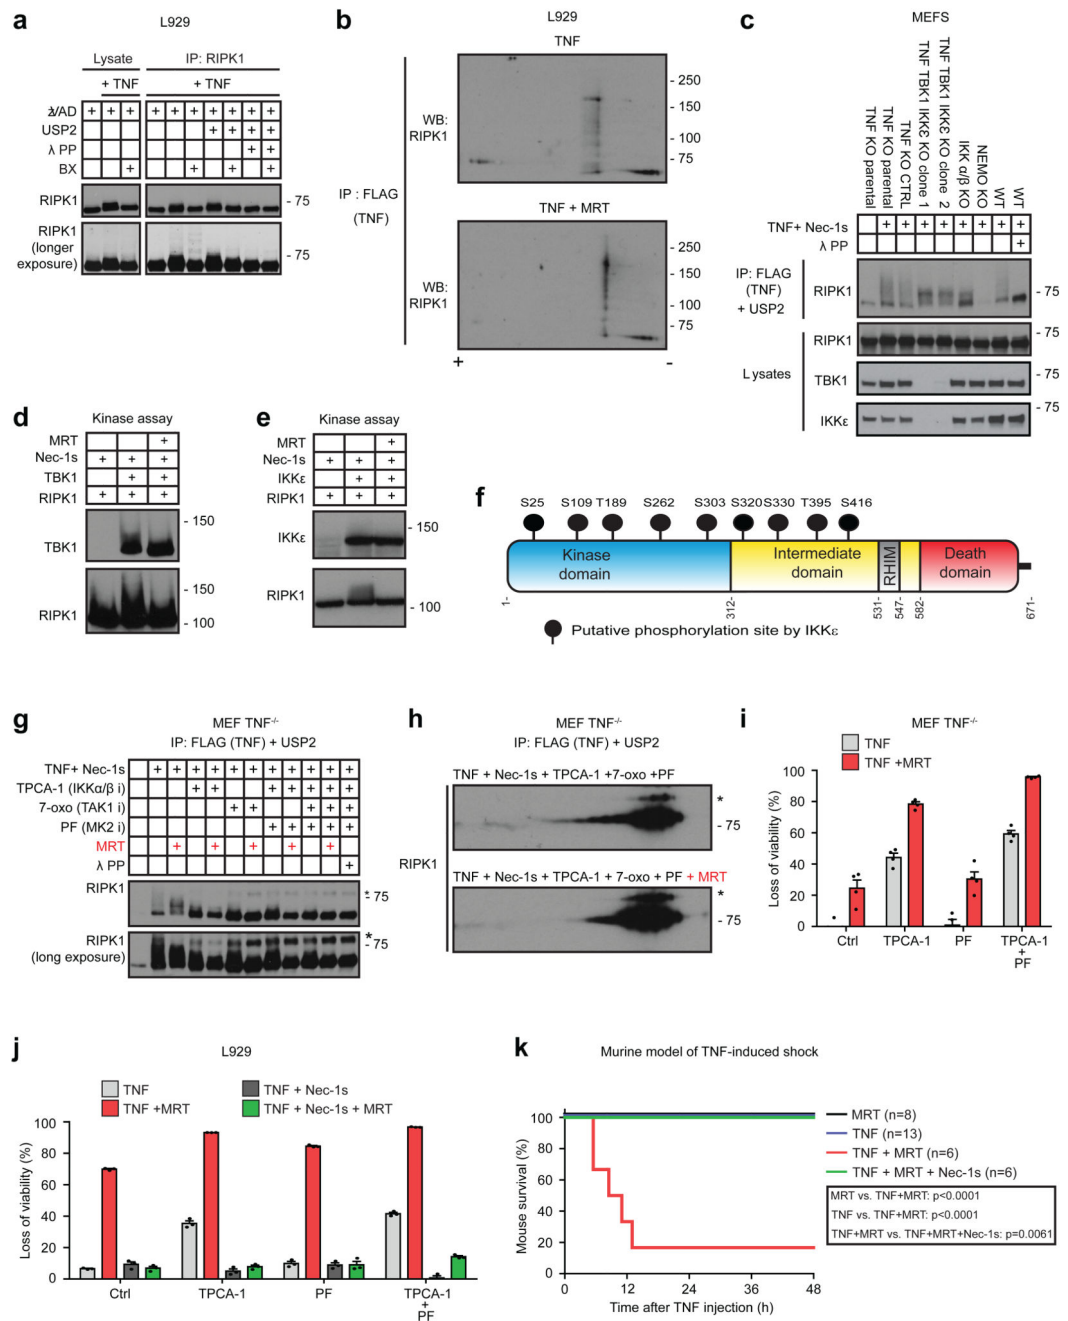 a
L929
Lysate IP: RIPK1
+ TNF + TNF
zVAD + + + + + + + + + +
USP2 + + + +
λ PP + +
BX + + + +
RIPK1 - 75
RIPK1
(longer
exposure) - 75
b
L929
TNF
WB:
RIPK1
- 250
- 150
- 100
- 75
IP : FLAG
(TNF)
TNF + MRT
WB:
RIPK1
- 250
- 150
- 100
- 75
+ -
c
MEFS
TNF KO parental
TNF KO parental
TNF KO CTRL
TNF TBK1 IKKε KO clone 1
TNF TBK1 IKKε KO clone 2
IKK α/β KO
NEMO KO
WT
WT
TNF+ Nec-1s + + + + + + + +
λ PP +
IP: FLAG
(TNF)
+ USP2
RIPK1 - 75
Lysates
RIPK1 - 75
TBK1 - 75
IKKε - 75
d
Kinase assay
MRT +
Nec-1s + + +
TBK1 + +
RIPK1 + + +
TBK1 - 150
RIPK1 - 150
- 100
e
Kinase assay
MRT +
Nec-1s + + +
IKKε + +
RIPK1 + + +
IKKε - 150
RIPK1 - 100
f
S25 S109 T189 S262 S303 S320 S330 T395 S416
Kinase
domain
Intermediate
domain
RHIM
Death
domain
1- 312- 531- 547- 582- 671-
Putative phosphorylation site by IKKε
g
MEF TNF-/-
IP: FLAG (TNF) + USP2
TNF+ Nec-1s + + + + + + + + + + +
TPCA-1 (IKKα/β i) + + + + + + +
7-oxo (TAK1 i) + + + + +
PF (MK2 i) + + + + +
MRT + + + + +
λ PP +
RIPK1 * - 75
RIPK1
(long exposure) * - 75
h
MEF TNF-/-
IP: FLAG (TNF) + USP2
TNF + Nec-1s + TPCA-1 +7-oxo +PF
*
- 75
RIPK1
TNF + Nec-1s + TPCA-1 + 7-oxo + PF + MRT
*
- 75
i
MEF TNF-/-
TNF
TNF +MRT
Loss of viability (%)
100
80
60
40
20
0
Ctrl TPCA-1 PF TPCA-1
+
PF
j
L929
TNF TNF + Nec-1s
TNF +MRT TNF + Nec-1s + MRT
Loss of viability (%)
100
80
60
40
20
0
Ctrl TPCA-1 PF TPCA-1
+
PF
k
Murine model of TNF-induced shock
Mouse survival (%)
100
80
60
40
20
0
0 12 24 36 48
Time after TNF injection (h)
MRT (n=8)
TNF (n=13)
TNF + MRT (n=6)
TNF + MRT + Nec-1s (n=6)
MRT vs. TNF+MRT: p<0.0001
TNF vs. TNF+MRT: p<0.0001
TNF+MRT vs. TNF+MRT+Nec-1s: p=0.0061